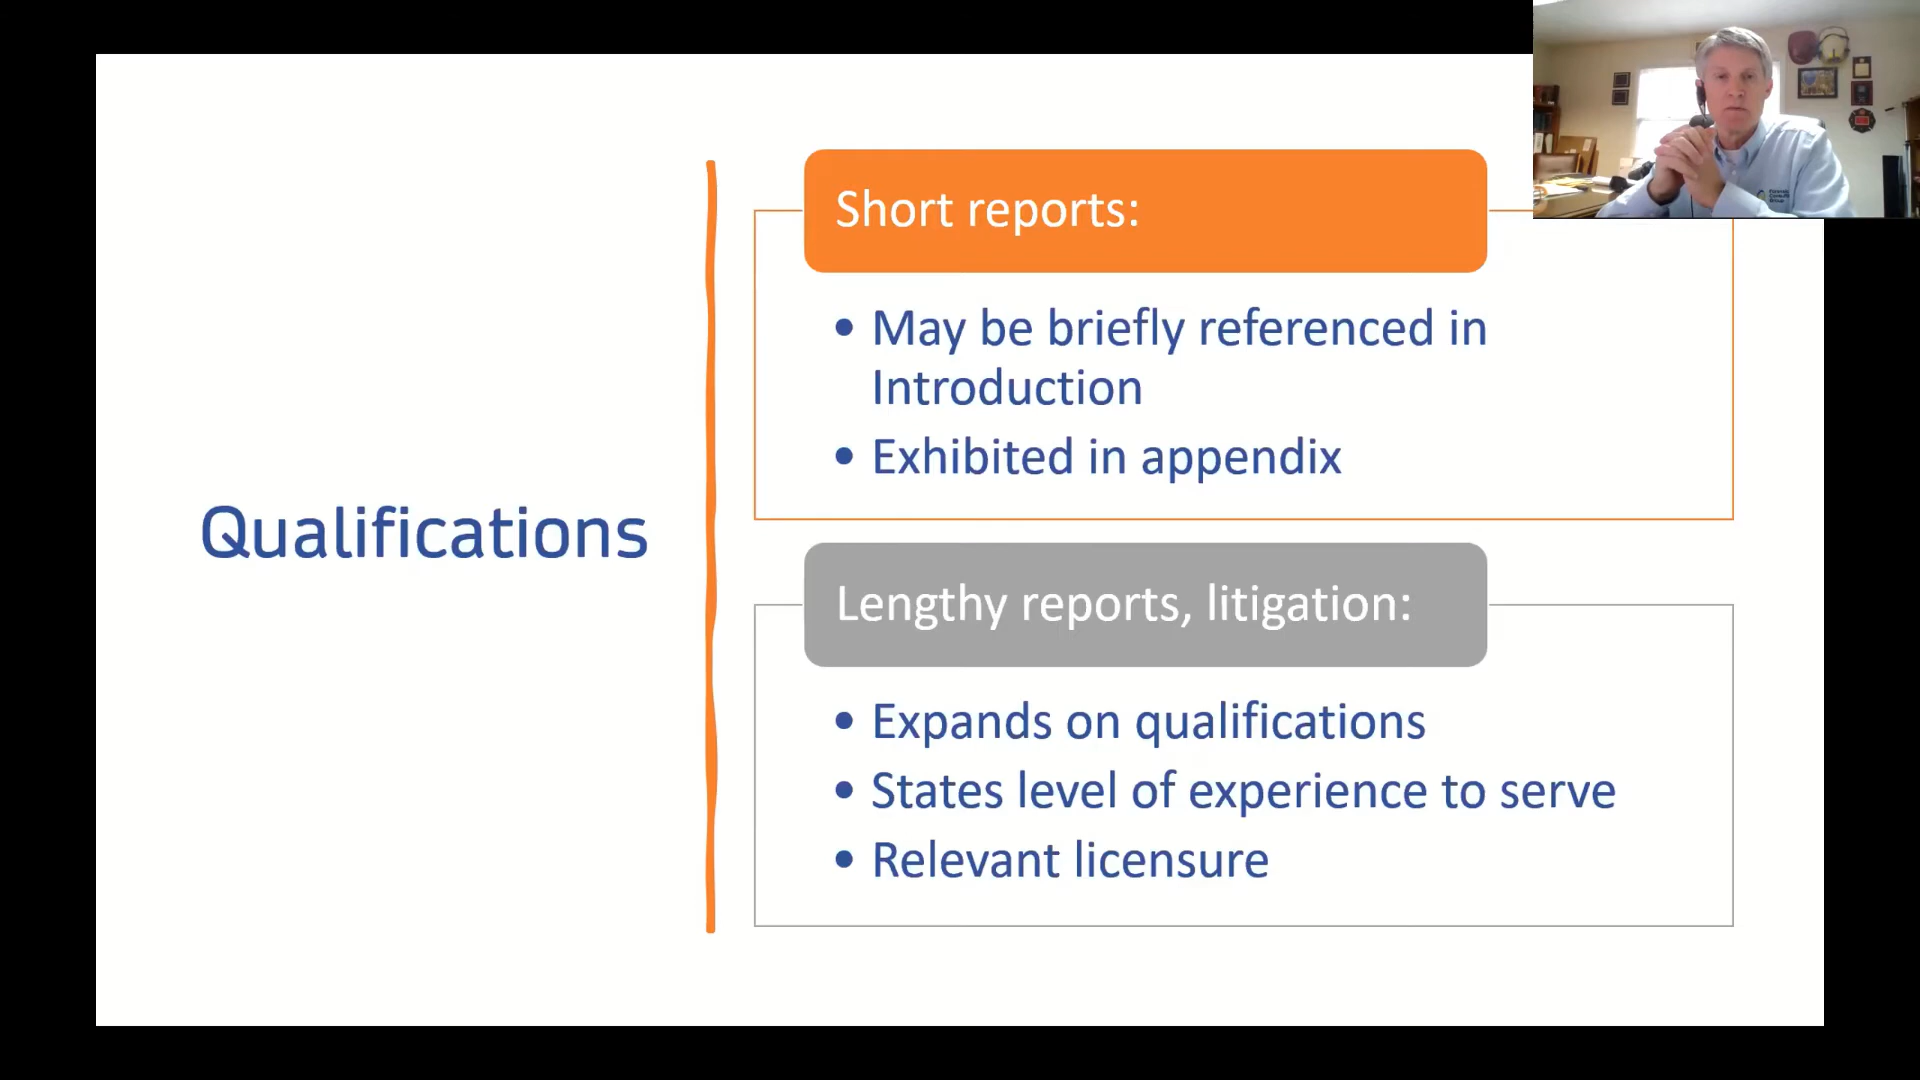 Qualifications
Short reports:
• May be briefly referenced in
Introduction
• Exhibited in appendix
Lengthy reports, litigation:
• Expands on qualifications
• States level of experience to serve
• Relevant licensure